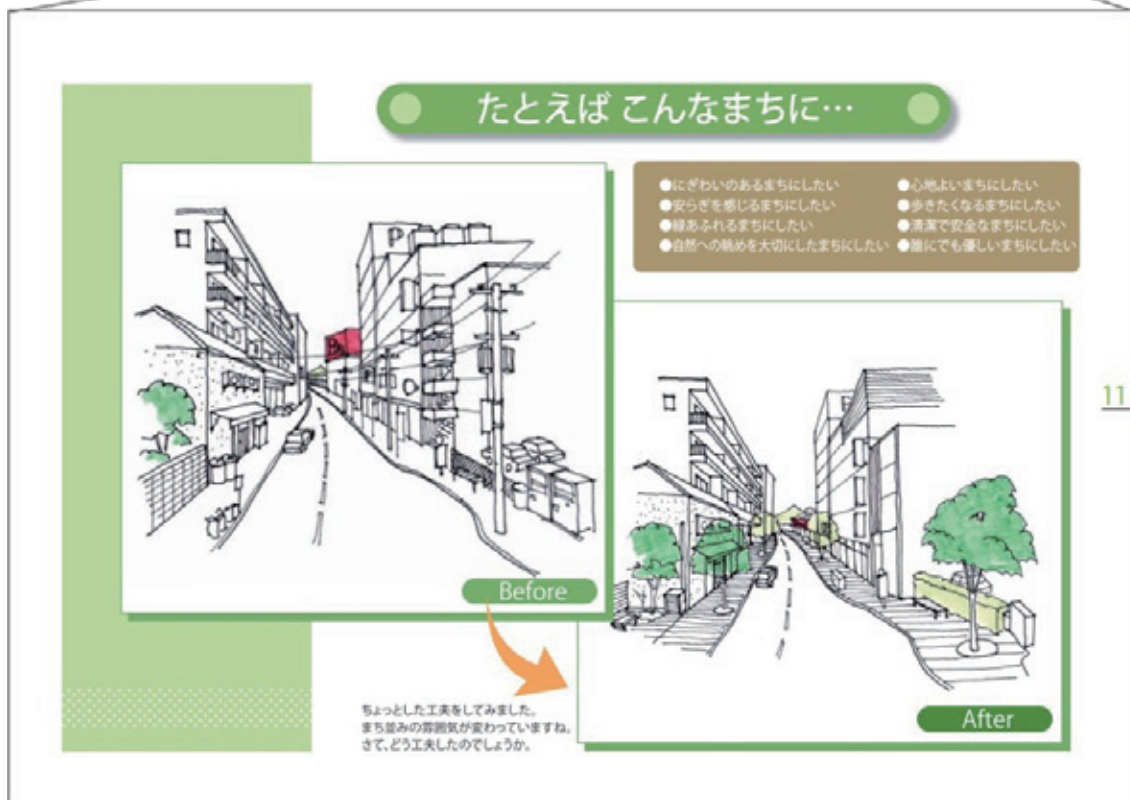 たとえば こんなまちに…
●にぎわいのあるまちにしたい
●安らぎを感じるまちにしたい
●緑あふれるまちにしたい
●自然への眺めを大切にしたまちにしたい
●心地よいまちにしたい
●歩きたくなるまちにしたい
●清潔で安全なまちにしたい
●誰にでも優しいまちにしたい
P
Before
11
After
ちょっとした工夫をしてみました。
まち並みの雰囲気が変わっていますね。
さて、どう工夫したのでしょうか。